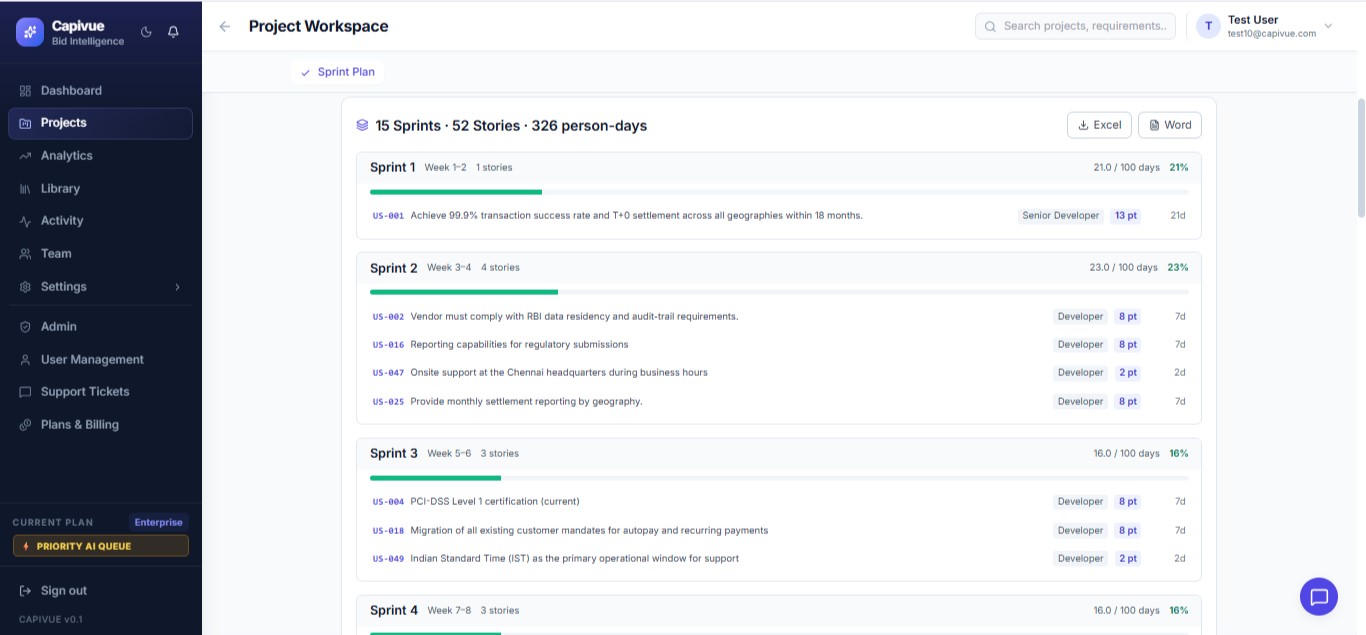 Capivue
Bid Intelligence
Dashboard
Projects
Analytics
Library
Activity
Team
Settings
Admin
User Management
Support Tickets
Plans & Billing
CURRENT PLAN Enterprise
PRIORITY AI QUEUE
Sign out
CAPIVUE v0.1
Project Workspace
Search projects, requirements..
T
Test User
test10@capivue.com
Sprint Plan
15 Sprints · 52 Stories · 326 person-days
Excel
Word
Sprint 1 Week 1–2 1 stories 21.0 / 100 days 21%
US-001 Achieve 99.9% transaction success rate and T+0 settlement across all geographies within 18 months. Senior Developer 13 pt 21d
Sprint 2 Week 3–4 4 stories 23.0 / 100 days 23%
US-002 Vendor must comply with RBI data residency and audit-trail requirements. Developer 8 pt 7d
US-016 Reporting capabilities for regulatory submissions Developer 8 pt 7d
US-047 Onsite support at the Chennai headquarters during business hours Developer 2 pt 2d
US-025 Provide monthly settlement reporting by geography. Developer 8 pt 7d
Sprint 3 Week 5–6 3 stories 16.0 / 100 days 16%
US-004 PCI-DSS Level 1 certification (current) Developer 8 pt 7d
US-018 Migration of all existing customer mandates for autopay and recurring payments Developer 8 pt 7d
US-049 Indian Standard Time (IST) as the primary operational window for support Developer 2 pt 2d
Sprint 4 Week 7–8 3 stories 16.0 / 100 days 16%